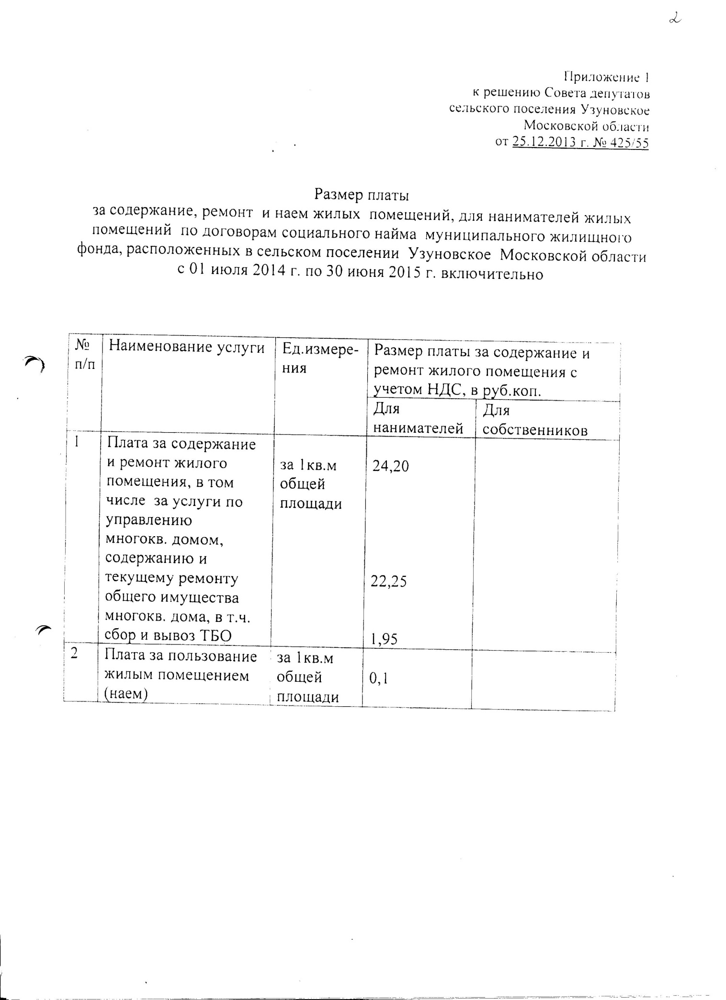 2
Приложение 1
к решению Совета депутатов
сельского поселения Узуновское
Московской области
от 25.12.2013 г. № 425/55
Размер платы
за содержание, ремонт и наем жилых помещений, для нанимателей жилых
помещений по договорам социального найма муниципального жилищного
фонда, расположенных в сельском поселении Узуновское Московской области
с 01 июля 2014 г. по 30 июня 2015 г. включительно
№
п/п
Наименование услуги
Ед.измере-
ния
Размер платы за содержание и
ремонт жилого помещения с
учетом НДС, в руб.коп.
Для
нанимателей
Для
собственников
1
Плата за содержание
и ремонт жилого
помещения, в том
числе за услуги по
управлению
многокв. домом,
содержанию и
текущему ремонту
общего имущества
многокв. дома, в т.ч.
сбор и вывоз ТБО
за 1кв.м
общей
площади
24,20
22,25
1,95
2
Плата за пользование
жилым помещением
(наем)
за 1кв.м
общей
площади
0,1